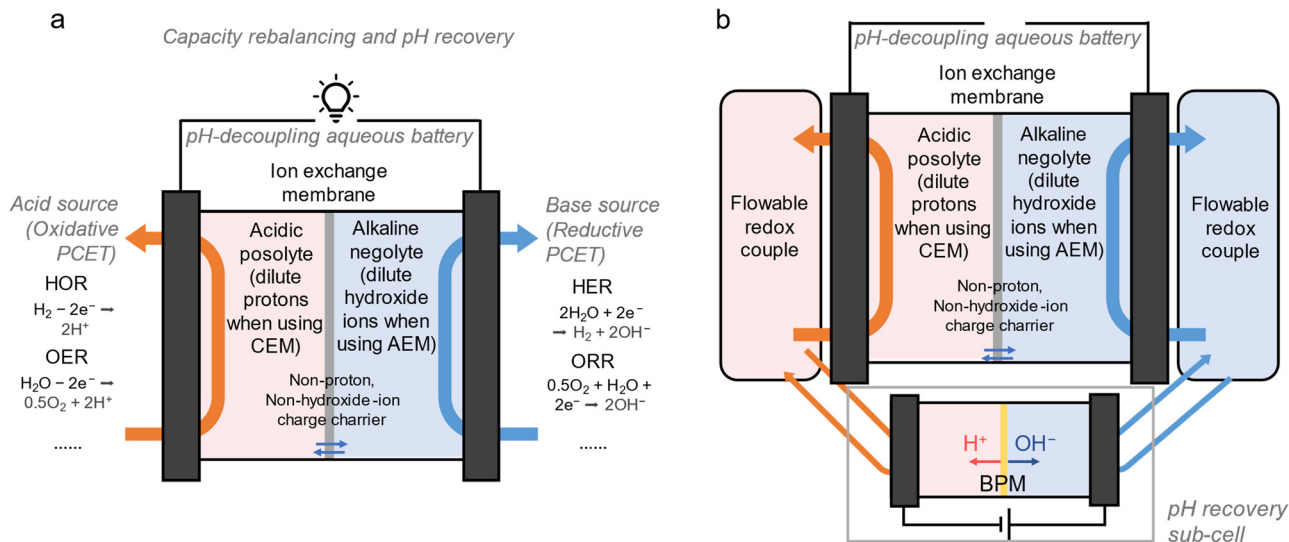 a
Capacity rebalancing and pH recovery
pH-decoupling aqueous battery
Ion exchange
membrane
Acid source
(Oxidative
PCET)
HOR
H₂ − 2e⁻ →
2H⁺
OER
H₂O − 2e⁻ →
0.5O₂ + 2H⁺
......
Acidic
posolyte
(dilute
protons
when using
CEM)
Alkaline
negolyte
(dilute
hydroxide
ions when
using AEM)
Non-proton,
Non-hydroxide-ion
charge charrier
Base source
(Reductive
PCET)
HER
2H₂O + 2e⁻
→ H₂ + 2OH⁻
ORR
0.5O₂ + H₂O +
2e⁻ → 2OH⁻
......
b
pH-decoupling aqueous battery
Ion exchange
membrane
Flowable
redox
couple
Acidic
posolyte
(dilute
protons
when using
CEM)
Alkaline
negolyte
(dilute
hydroxide
ions when
using AEM)
Non-proton,
Non-hydroxide-ion
charge charrier
Flowable
redox
couple
H⁺ OH⁻
BPM
pH recovery
sub-cell